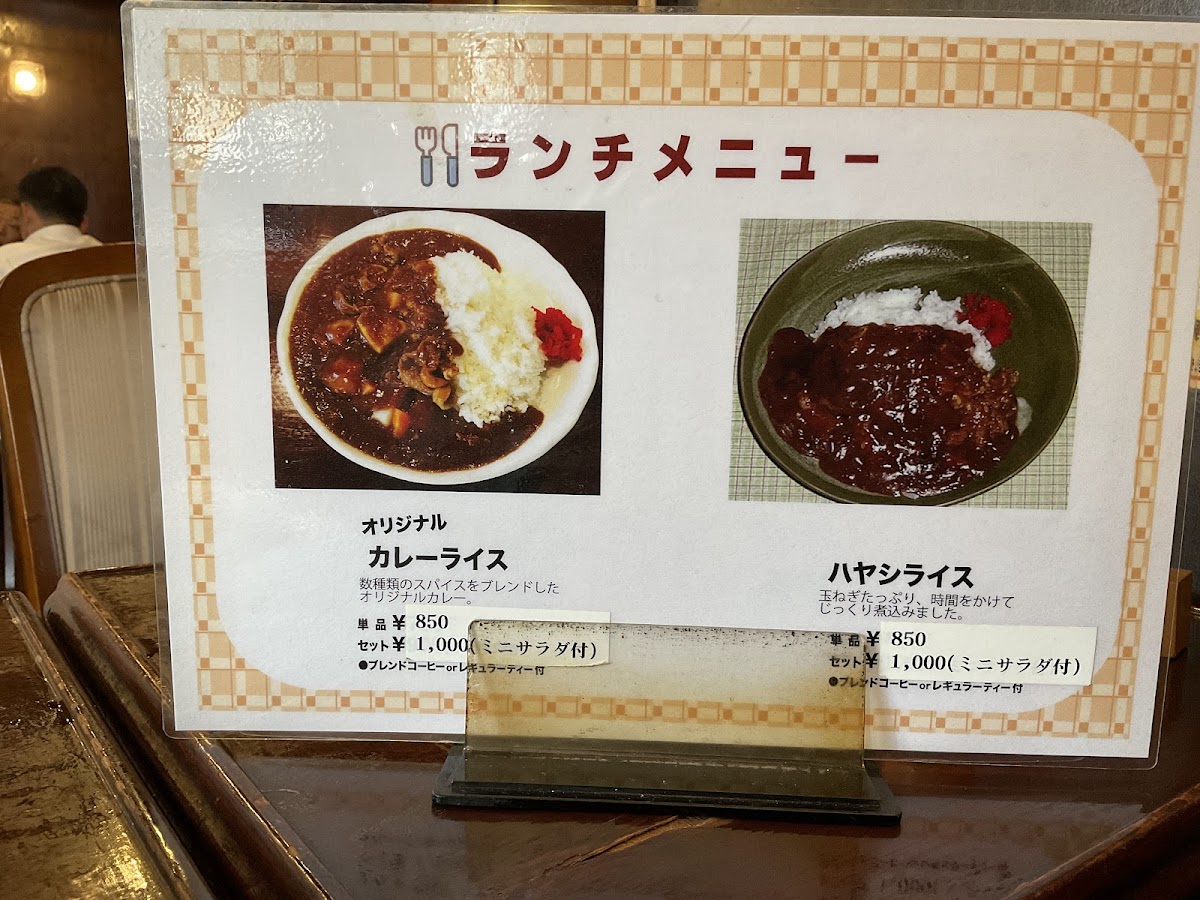 ランチメニュー
オリジナル
カレーライス
数種類のスパイスをブレンドした
オリジナルカレー。
単品 ¥ 850
セット ¥ 1,000(ミニサラダ付)
●ブレンドコーヒーorレギュラーティー付
ハヤシライス
玉ねぎたっぷり、時間をかけて
じっくり煮込みました。
単品 ¥ 850
セット ¥ 1,000(ミニサラダ付)
●ブレンドコーヒーorレギュラーティー付